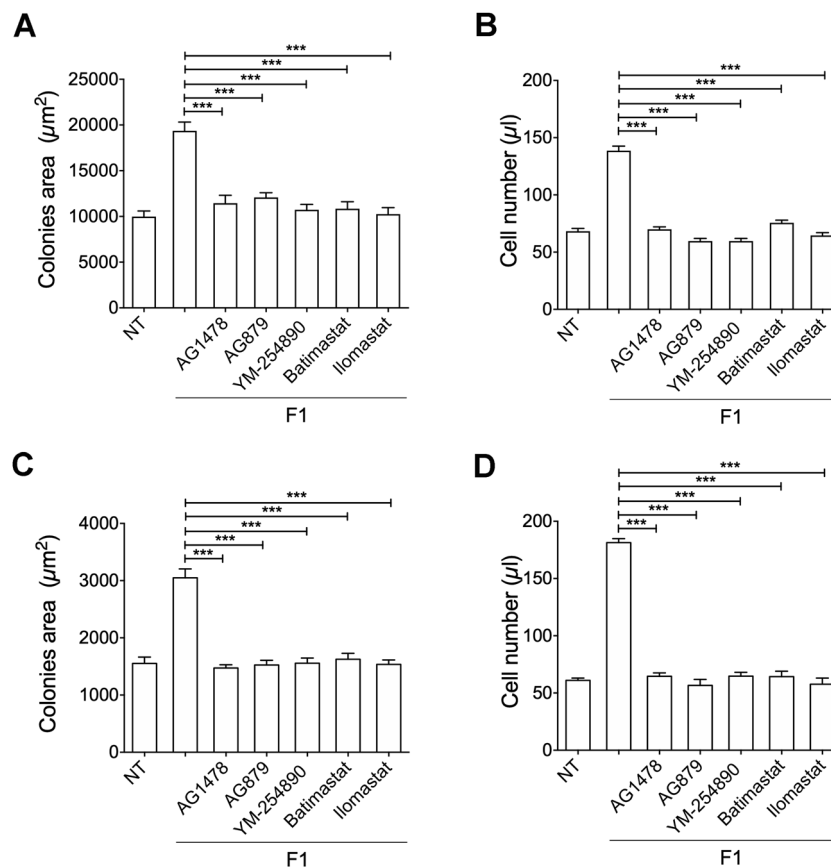 A
***
***
***
***
***
Colonies area (µm²)
25000
20000
15000
10000
5000
0
NT
AG1478
AG879
YM-254890
Batimastat
Ilomastat
F1
B
***
***
***
***
***
Cell number (µl)
200
150
100
50
0
NT
AG1478
AG879
YM-254890
Batimastat
Ilomastat
F1
C
***
***
***
***
***
Colonies area (µm²)
4000
3000
2000
1000
0
NT
AG1478
AG879
YM-254890
Batimastat
Ilomastat
F1
D
***
***
***
***
***
Cell number (µl)
200
150
100
50
0
NT
AG1478
AG879
YM-254890
Batimastat
Ilomastat
F1